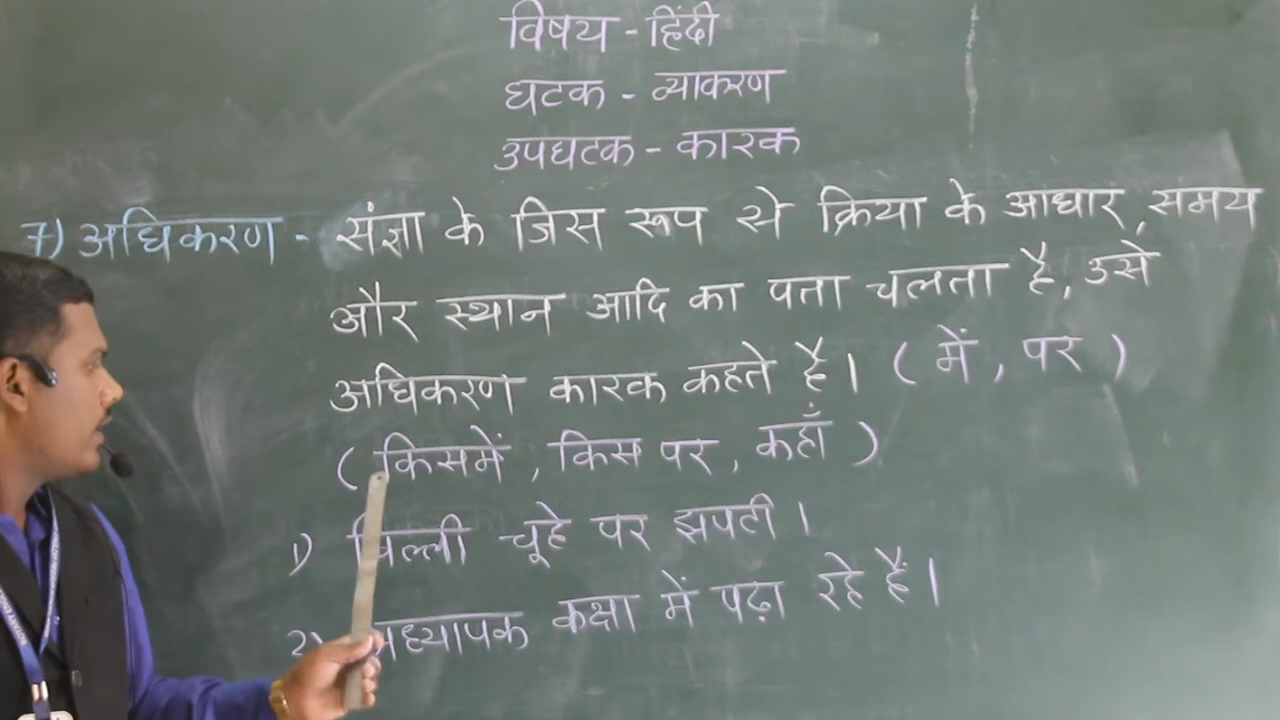 विषय - हिंदी
घटक - व्याकरण
उपघटक - कारक
7) अधिकरण - संज्ञा के जिस रूप से क्रिया के आधार, समय
और स्थान आदि का पता चलता है, उसे
अधिकरण कारक कहते है। ( में, पर )
( किसमें, किस पर, कहाँ )
1) बिल्ली चूहे पर झपटी।
2) अध्यापक कक्षा में पढ़ा रहे हैं।